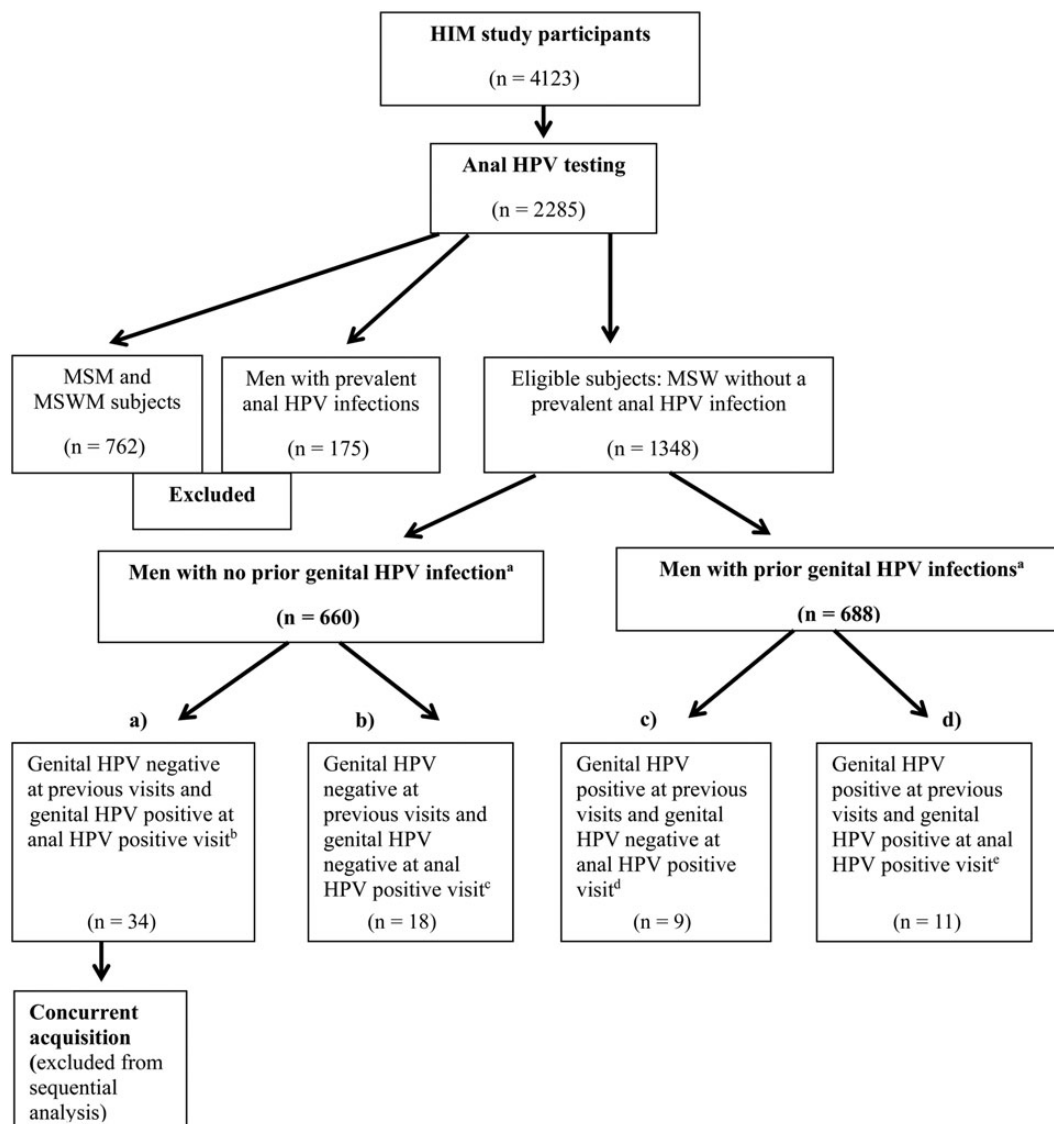 HIM study participants
(n = 4123)
Anal HPV testing
(n = 2285)
MSM and
MSWM subjects
(n = 762)
Men with prevalent
anal HPV infections
(n = 175)
Excluded
Eligible subjects: MSW without a
prevalent anal HPV infection
(n = 1348)
Men with no prior genital HPV infectionᵃ
(n = 660)
Men with prior genital HPV infectionsᵃ
(n = 688)
a)
Genital HPV negative
at previous visits and
genital HPV positive at
anal HPV positive visitᵇ
(n = 34)
b)
Genital HPV
negative at
previous visits and
genital HPV
negative at anal
HPV positive visitᶜ
(n = 18)
c)
Genital HPV
positive at previous
visits and genital
HPV negative at
anal HPV positive
visitᵈ
(n = 9)
d)
Genital HPV
positive at previous
visits and genital
HPV positive at anal
HPV positive visitᵉ
(n = 11)
Concurrent
acquisition
(excluded from
sequential
analysis)